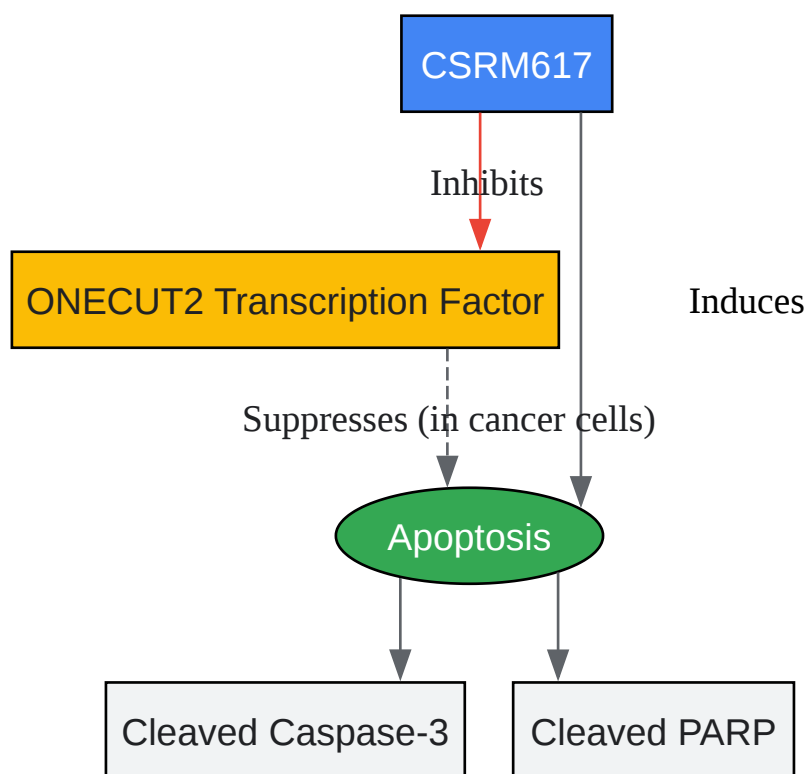 CSRM617
Inhibits
ONECUT2 Transcription Factor
Induces
Suppresses (in cancer cells)
Apoptosis
Cleaved Caspase-3
Cleaved PARP